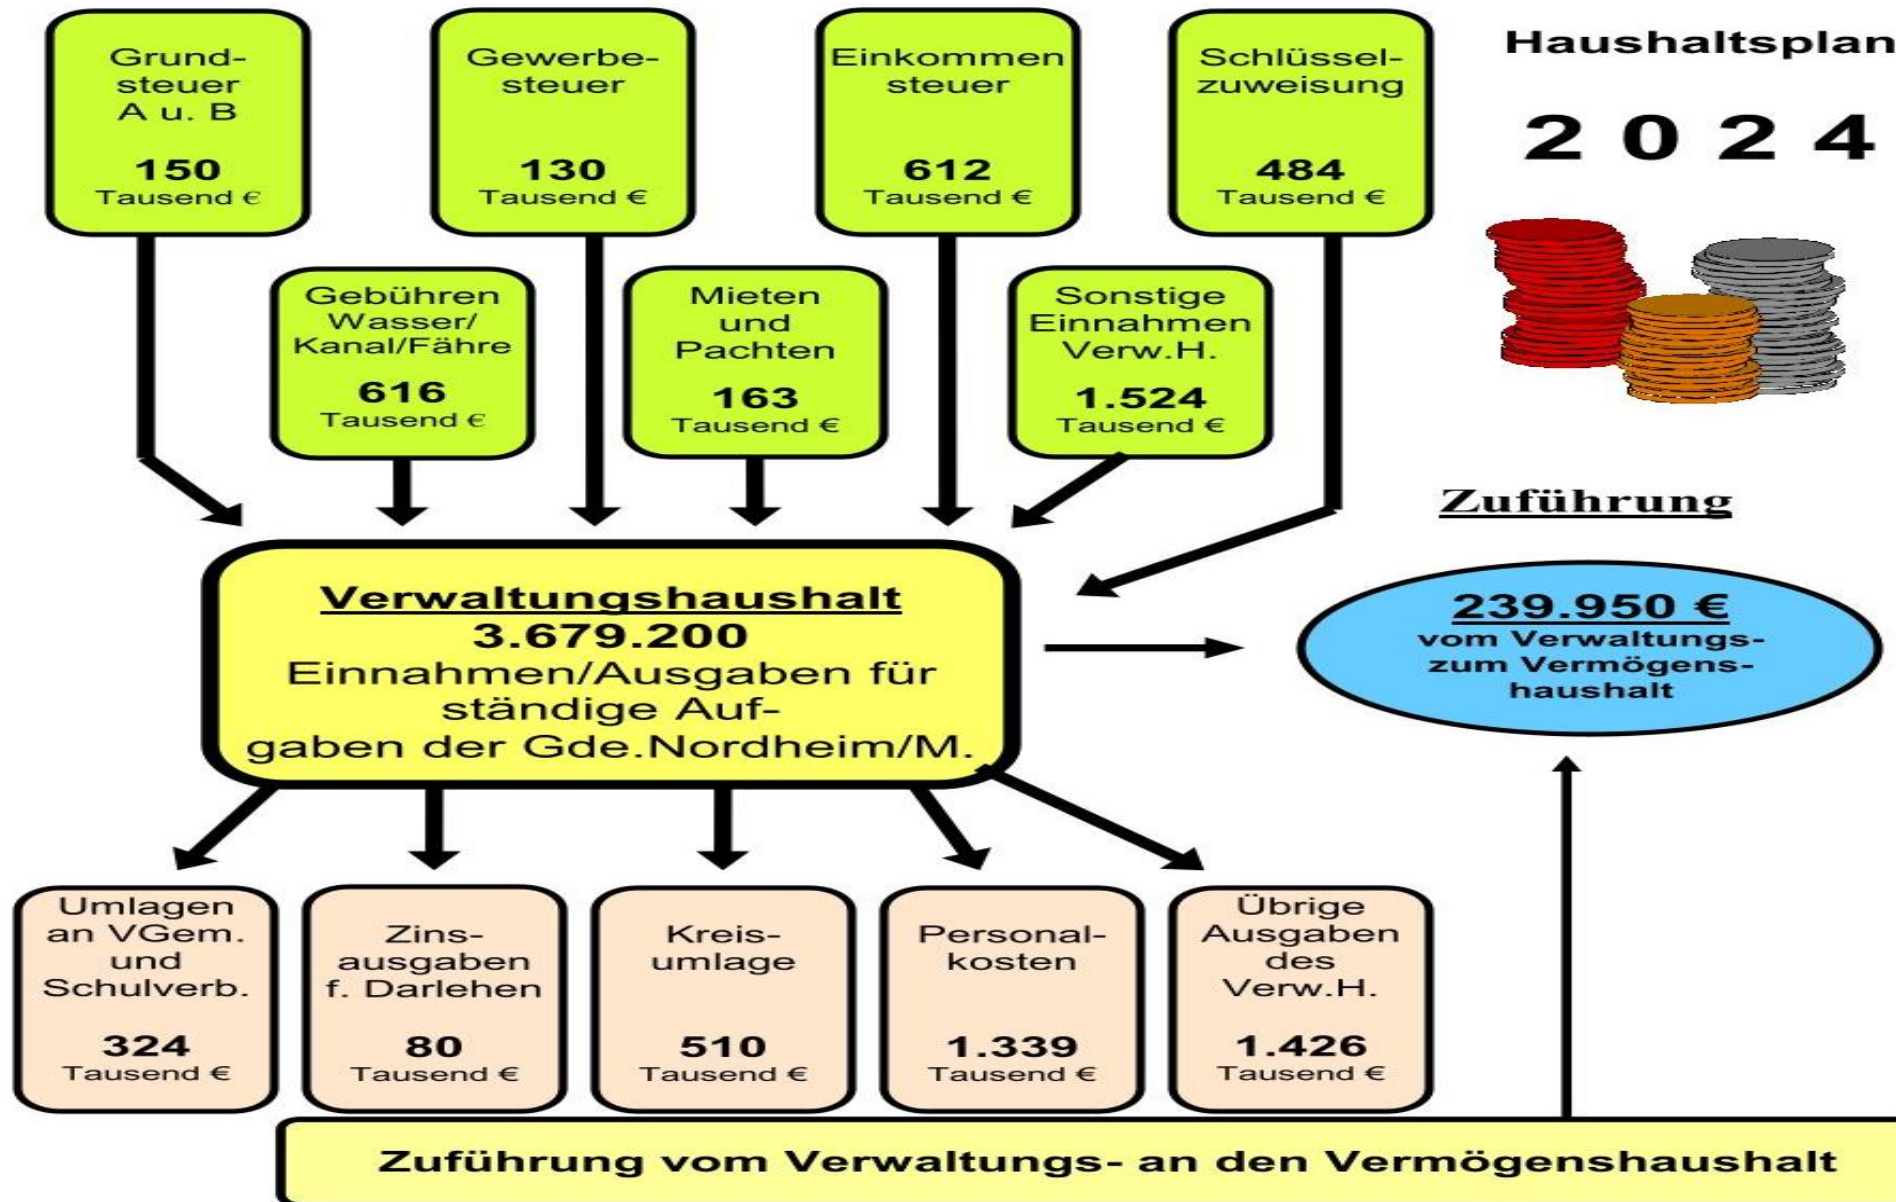 Grund-
steuer
A u. B
150
Tausend €
Gewerbe-
steuer
130
Tausend €
Einkommen
steuer
612
Tausend €
Schlüssel-
zuweisung
484
Tausend €
Haushaltsplan
2 0 2 4
Gebühren
Wasser/
Kanal/Fähre
616
Tausend €
Mieten
und
Pachten
163
Tausend €
Sonstige
Einnahmen
Verw.H.
1.524
Tausend €
Zuführung
Verwaltungshaushalt
3.679.200
Einnahmen/Ausgaben für
ständige Auf-
gaben der Gde.Nordheim/M.
239.950 €
vom Verwaltungs-
zum Vermögens-
haushalt
Umlagen
an VGem.
und
Schulverb.
324
Tausend €
Zins-
ausgaben
f. Darlehen
80
Tausend €
Kreis-
umlage
510
Tausend €
Personal-
kosten
1.339
Tausend €
Übrige
Ausgaben
des
Verw.H.
1.426
Tausend €
Zuführung vom Verwaltungs- an den Vermögenshaushalt